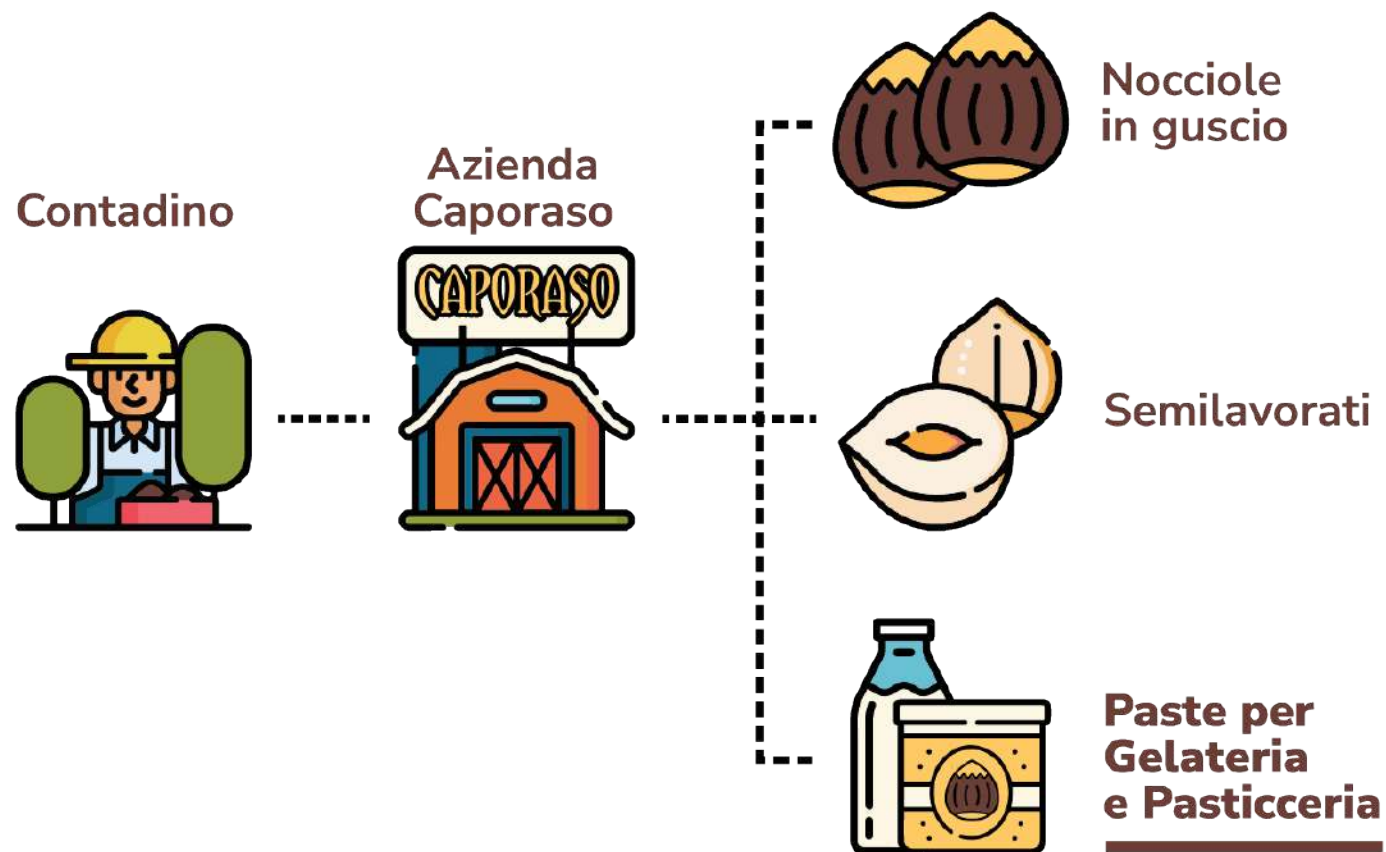 Contadino
Azienda
Caporaso
CAPORASO
Nocciole
in guscio
Semilavorati
Paste per
Gelateria
e Pasticceria